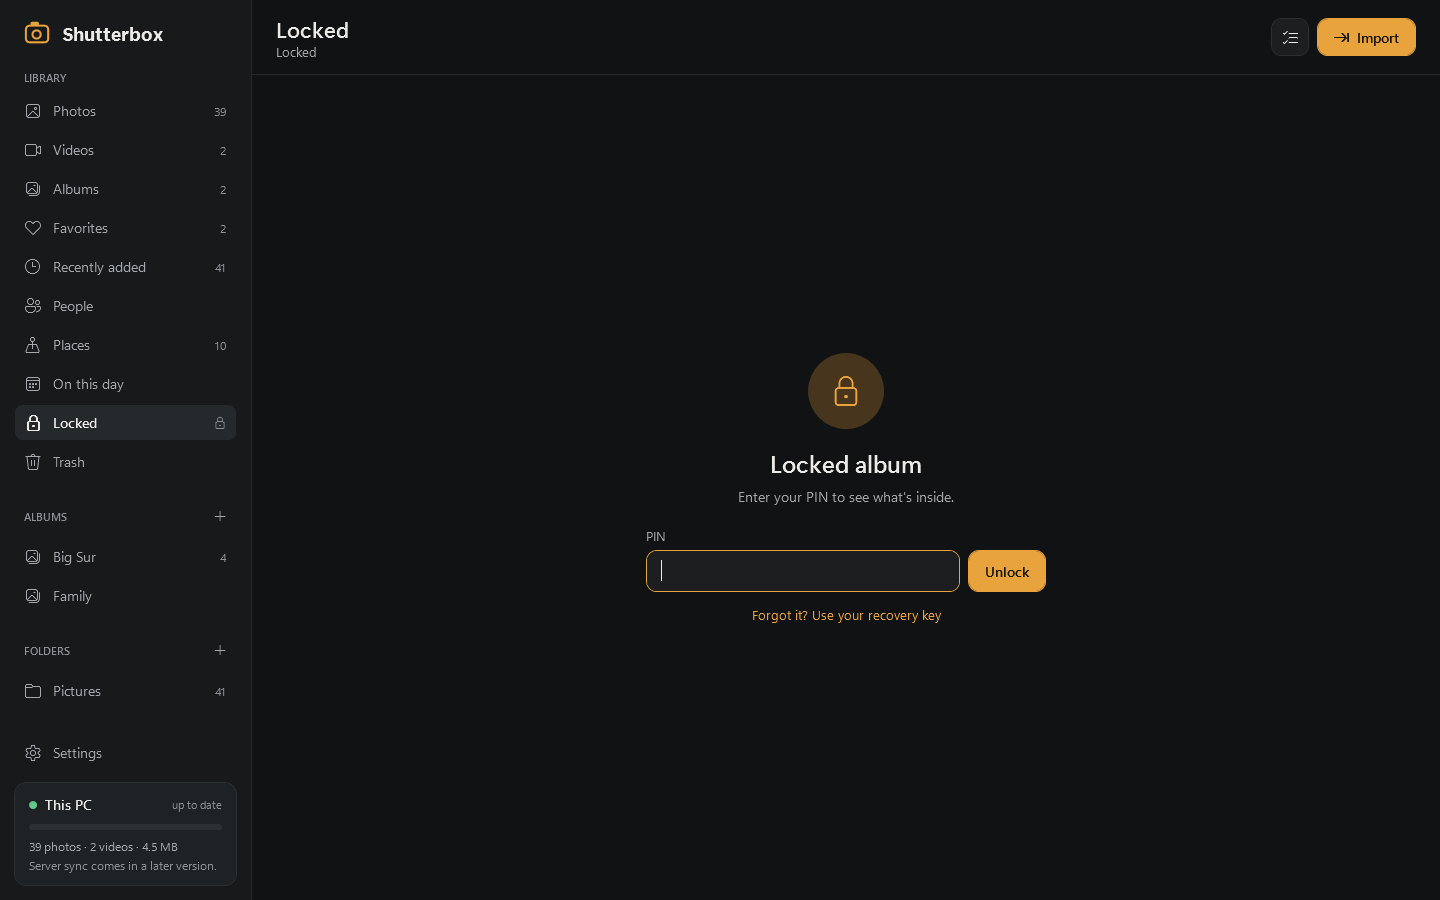 Shutterbox
LIBRARY
Photos 39
Videos 2
Albums 2
Favorites 2
Recently added 41
People
Places 10
On this day
Locked
Trash
ALBUMS
Big Sur 4
Family
FOLDERS
Pictures 41
Settings
This PC up to date
39 photos · 2 videos · 4.5 MB
Server sync comes in a later version.
Locked
Locked
Import
Locked album
Enter your PIN to see what's inside.
PIN
Unlock
Forgot it? Use your recovery key